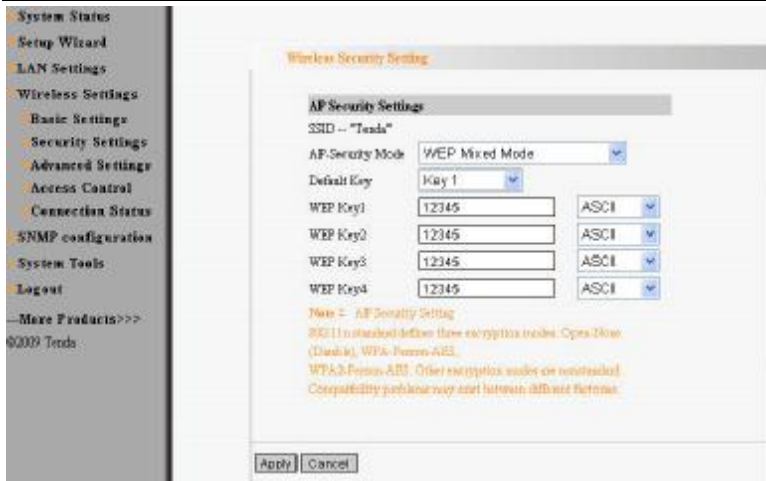 System Status
Setup Wizard
LAN Settings
Wireless Settings
Basic Settings
Security Settings
Advanced Settings
Access Control
Connection Status
SNMP configuration
System Tools
Logout
—More Products>>>
©2009 Tenda
Wireless Security Setting
AP Security Settings
SSID -- "Tenda"
AP-Security Mode WEP Mixed Mode
Default Key Key 1
WEP Key1 12345 ASCII
WEP Key2 12345 ASCII
WEP Key3 12345 ASCII
WEP Key4 12345 ASCII
Note : AP Security Setting
802.11n standard defines three encryption modes: Open-None
(Disable), WPA-Person-AES,
WPA2-Person-AES. Other encryption modes are nonstandard.
Compatibility problems may exist between different factories.
Apply Cancel